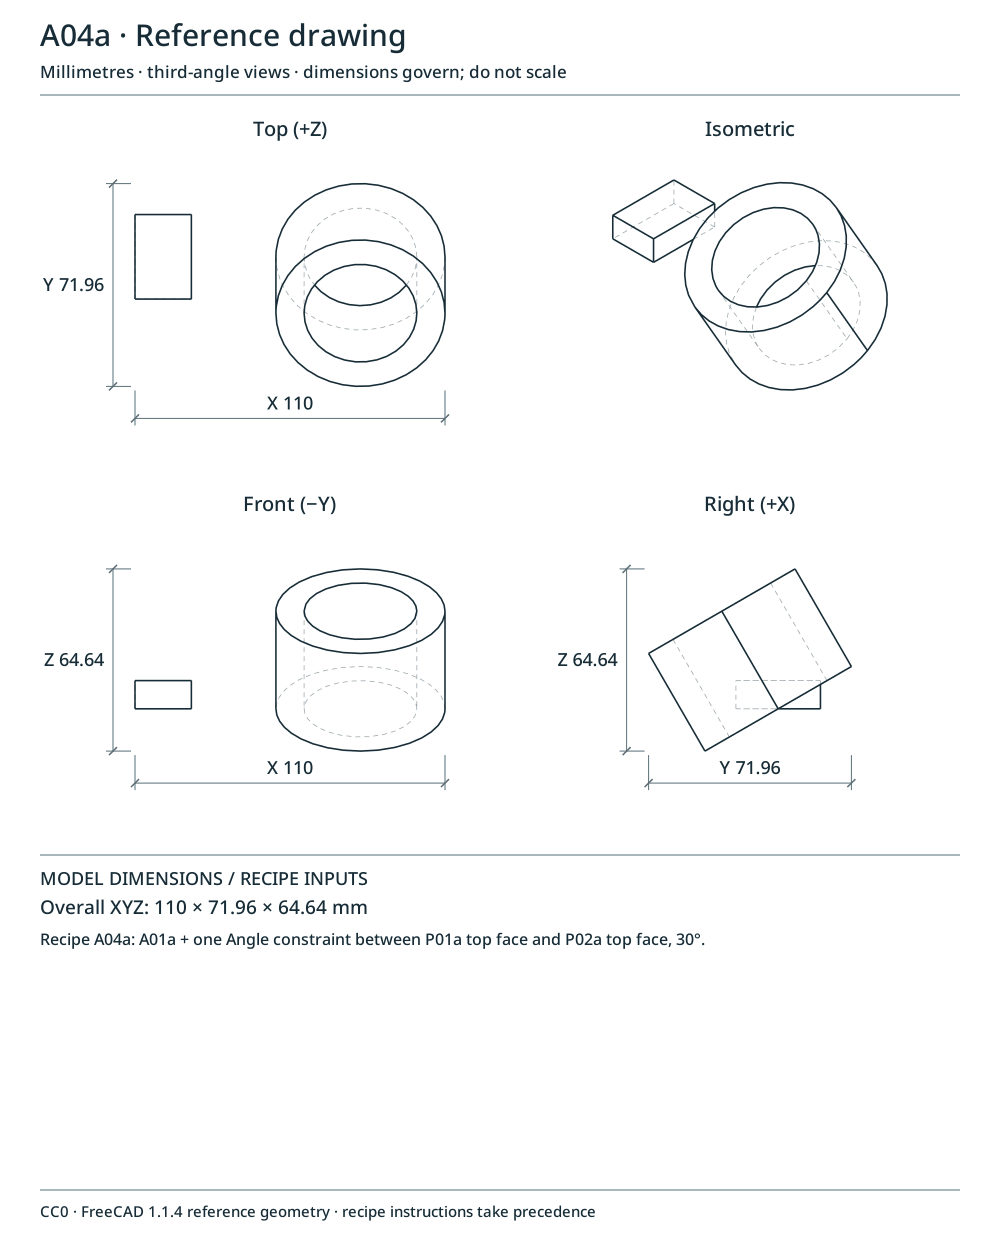 A04a · Reference drawing
Millimetres · third-angle views · dimensions govern; do not scale
Top (+Z)
Isometric
Y 71.96
X 110
Front (−Y)
Right (+X)
Z 64.64
X 110
Z 64.64
Y 71.96
MODEL DIMENSIONS / RECIPE INPUTS
Overall XYZ: 110 × 71.96 × 64.64 mm
Recipe A04a: A01a + one Angle constraint between P01a top face and P02a top face, 30°.
CC0 · FreeCAD 1.1.4 reference geometry · recipe instructions take precedence